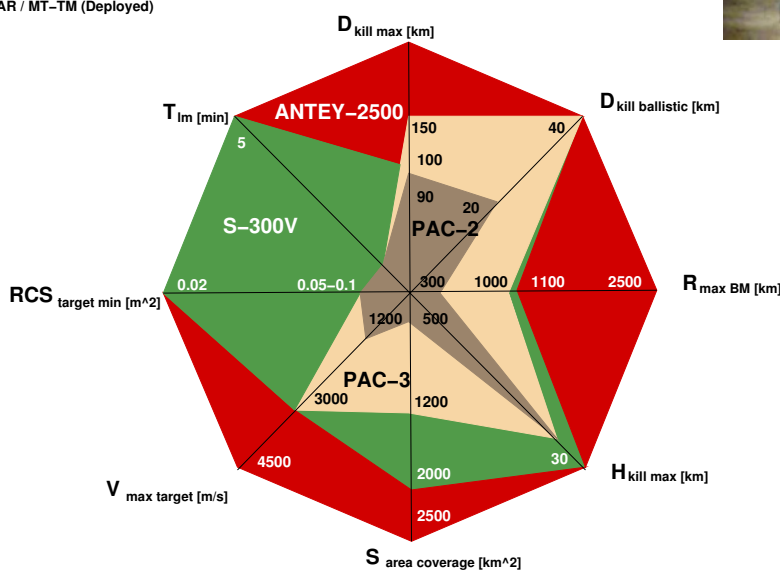 AR / MT−TM (Deployed)
D kill max [km]
D kill ballistic [km]
T lm [min]
ANTEY−2500
150
40
5
100
90
20
S−300V
PAC−2
RCS target min [m^2]
0.02
0.05−0.1
300
1000
1100
2500
R max BM [km]
1200
500
PAC−3
3000
1200
4500
2000
30
H kill max [km]
V max target [m/s]
2500
S area coverage [km^2]